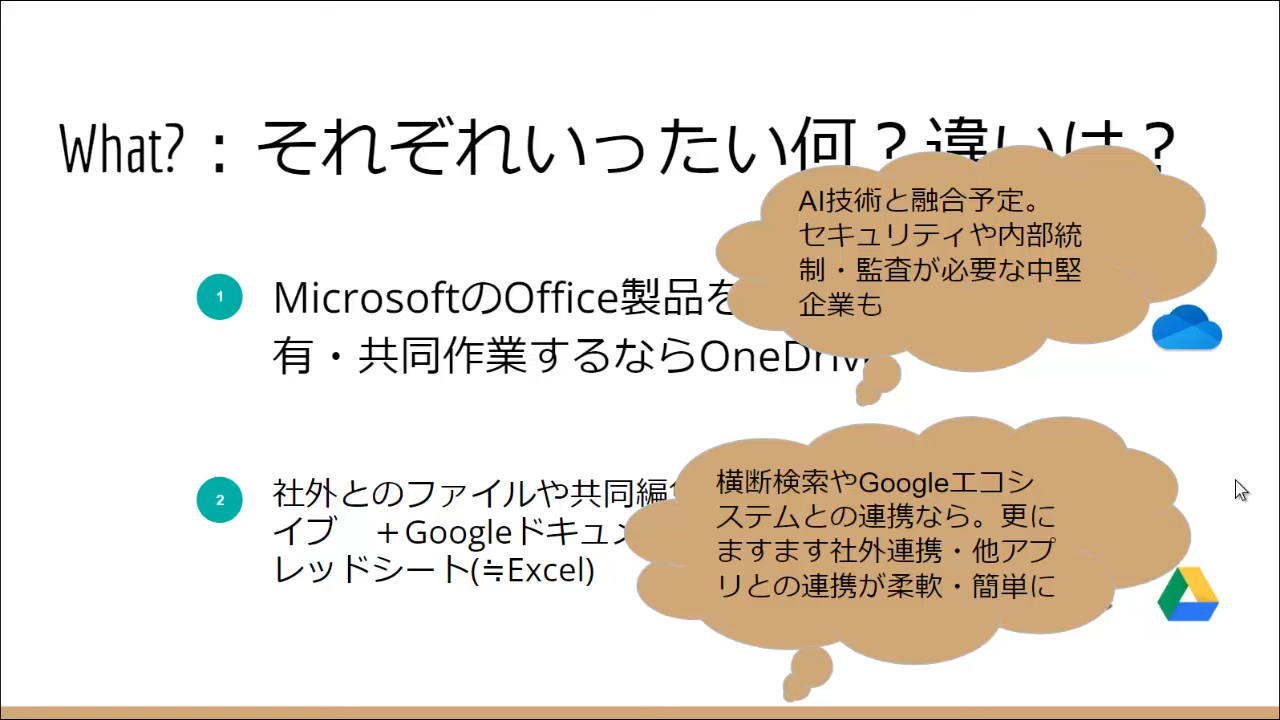 What?：それぞれいったい何？違いは？
AI技術と融合予定。
セキュリティや内部統
制・監査が必要な中堅
企業も
1
MicrosoftのOffice製品を
有・共同作業するならOneDriv
横断検索やGoogleエコシ
ステムとの連携なら。更に
ますます社外連携・他アプ
リとの連携が柔軟・簡単に
2
社外とのファイルや共同編
イブ　＋Googleドキュメ
レッドシート(≒Excel)